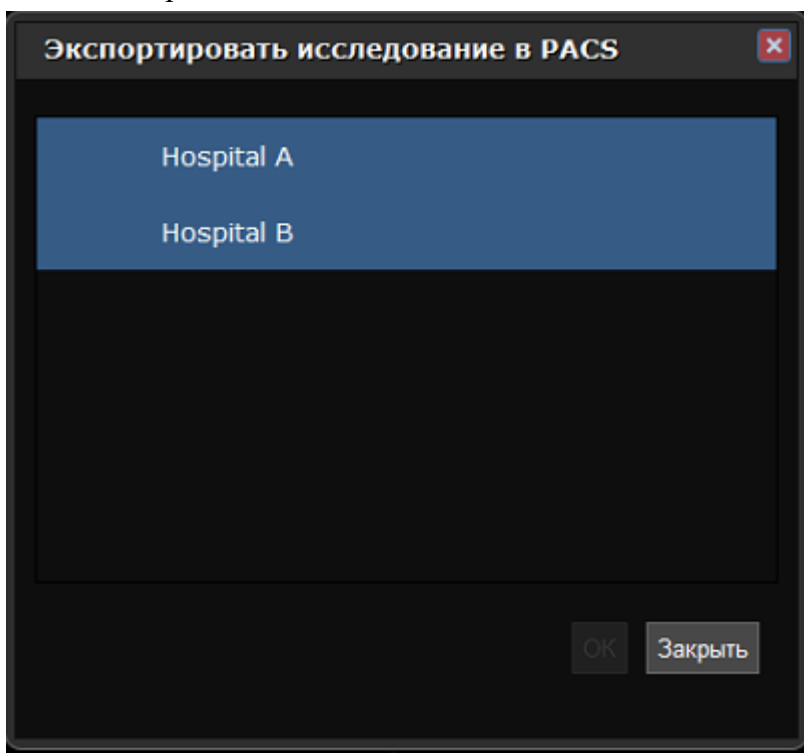 Экспортировать исследование в PACS
Hospital A
Hospital B
OK
Закрыть